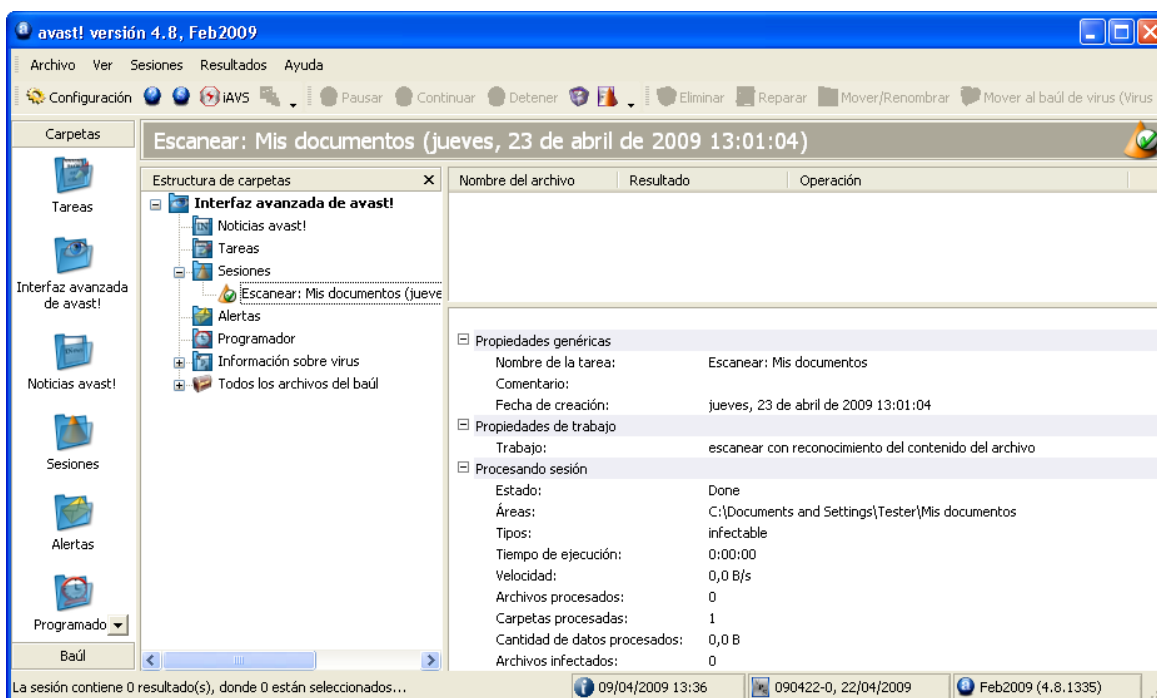 avast! versión 4.8, Feb2009
Archivo Ver Sesiones Resultados Ayuda
Configuración iAVS Pausar Continuar Detener Eliminar Reparar Mover/Renombrar Mover al baúl de virus (Virus
Carpetas
Tareas
Interfaz avanzada
de avast!
Noticias avast!
Sesiones
Alertas
Programado
Baúl
Escanear: Mis documentos (jueves, 23 de abril de 2009 13:01:04)
Estructura de carpetas
Interfaz avanzada de avast!
Noticias avast!
Tareas
Sesiones
Escanear: Mis documentos (jueve
Alertas
Programador
Información sobre virus
Todos los archivos del baúl
Nombre del archivo Resultado Operación
Propiedades genéricas
Nombre de la tarea: Escanear: Mis documentos
Comentario:
Fecha de creación: jueves, 23 de abril de 2009 13:01:04
Propiedades de trabajo
Trabajo: escanear con reconocimiento del contenido del archivo
Procesando sesión
Estado: Done
Áreas: C:\Documents and Settings\Tester\Mis documentos
Tipos: infectable
Tiempo de ejecución: 0:00:00
Velocidad: 0,0 B/s
Archivos procesados: 0
Carpetas procesadas: 1
Cantidad de datos procesados: 0,0 B
Archivos infectados: 0
La sesión contiene 0 resultado(s), donde 0 están seleccionados... 09/04/2009 13:36 090422-0, 22/04/2009 Feb2009 (4.8.1335)